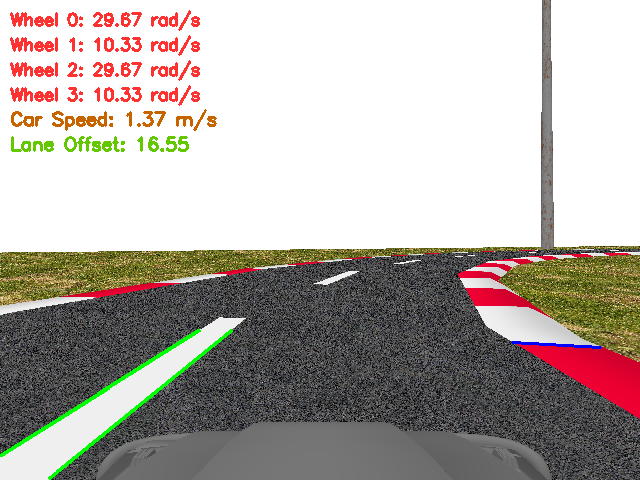 Wheel 0: 29.67 rad/s
Wheel 1: 10.33 rad/s
Wheel 2: 29.67 rad/s
Wheel 3: 10.33 rad/s
Car Speed: 1.37 m/s
Lane Offset: 16.55